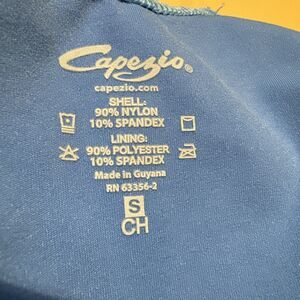 Capezio®
capezio.com
SHELL:
90% NYLON
10% SPANDEX
LINING:
90% POLYESTER
10% SPANDEX
Made in Guyana
RN 63356-2
S
CH